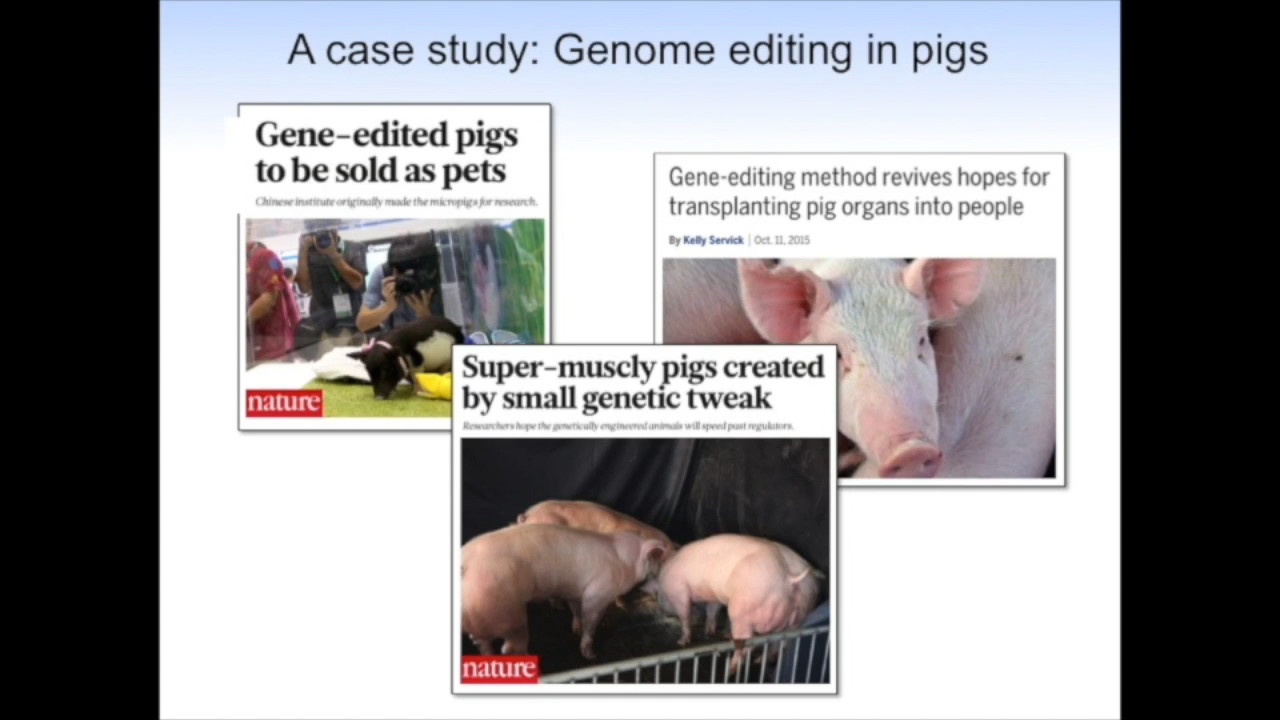 A case study: Genome editing in pigs
Gene-edited pigs
to be sold as pets
Chinese institute originally made the micropigs for research.
nature
Gene-editing method revives hopes for
transplanting pig organs into people
By Kelly Servick | Oct. 11, 2015
Super-muscly pigs created
by small genetic tweak
Researchers hope the genetically engineered animals will speed past regulators.
nature